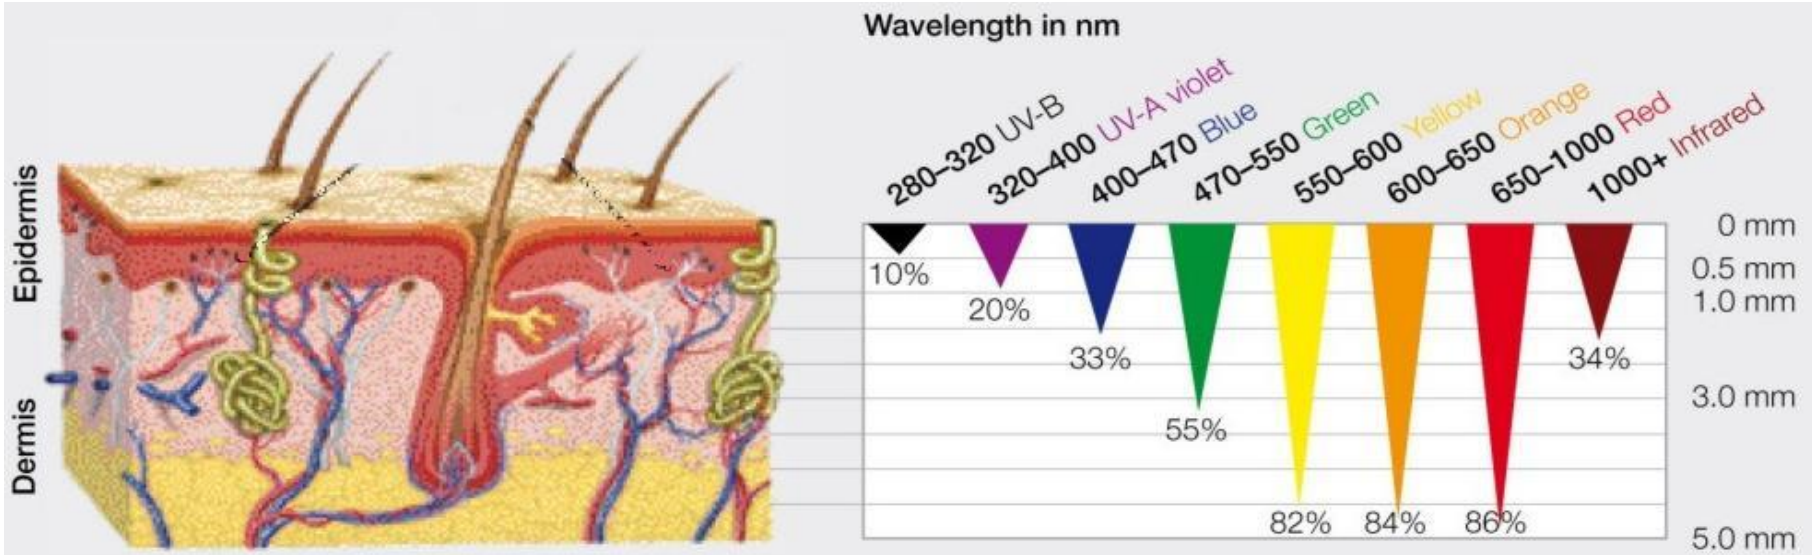 Wavelength in nm
280–320 UV-B
320–400 UV-A violet
400–470 Blue
470–550 Green
550–600 Yellow
600–650 Orange
650–1000 Red
1000+ Infrared
Epidermis
Dermis
0 mm
0.5 mm
1.0 mm
3.0 mm
5.0 mm
10%
20%
33%
55%
82%
84%
86%
34%